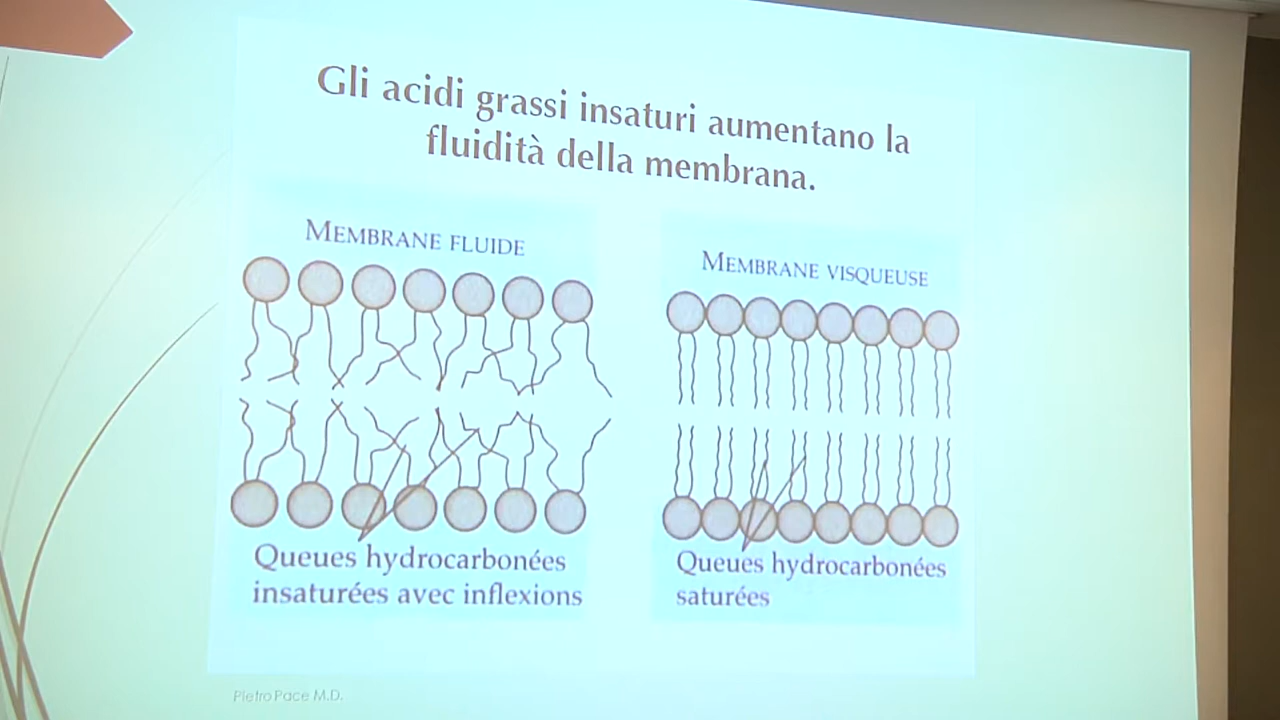 Gli acidi grassi insaturi aumentano la
fluidità della membrana.
MEMBRANE FLUIDE
MEMBRANE VISQUEUSE
Queues hydrocarbonées
insaturées avec inflexions
Queues hydrocarbonées
saturées
Pietro Pace M.D.